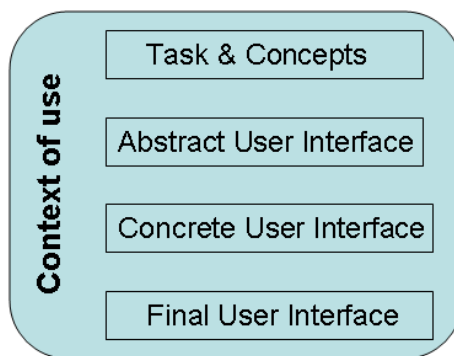 Context of use
Task & Concepts
Abstract User Interface
Concrete User Interface
Final User Interface